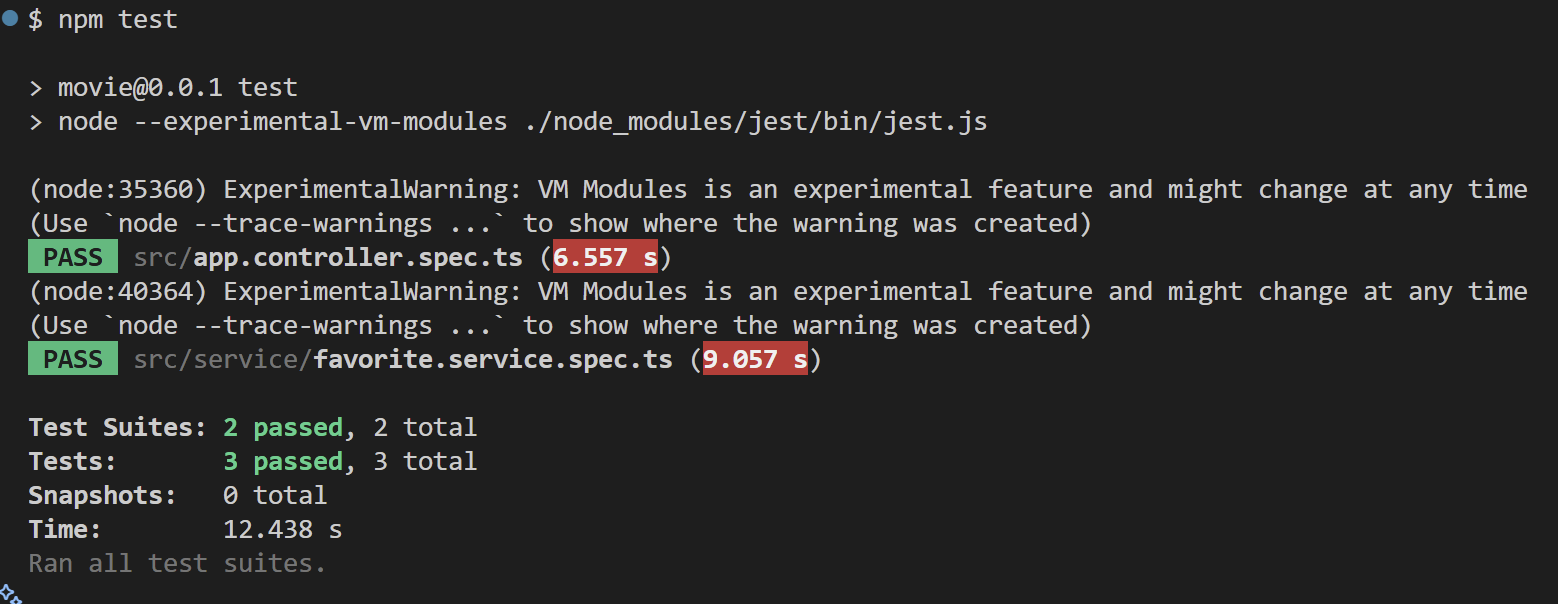 $ npm test
> movie@0.0.1 test
> node --experimental-vm-modules ./node_modules/jest/bin/jest.js
(node:35360) ExperimentalWarning: VM Modules is an experimental feature and might change at any time
(Use `node --trace-warnings ...` to show where the warning was created)
PASS src/app.controller.spec.ts (6.557 s)
(node:40364) ExperimentalWarning: VM Modules is an experimental feature and might change at any time
(Use `node --trace-warnings ...` to show where the warning was created)
PASS src/service/favorite.service.spec.ts (9.057 s)
Test Suites: 2 passed, 2 total
Tests: 3 passed, 3 total
Snapshots: 0 total
Time: 12.438 s
Ran all test suites.